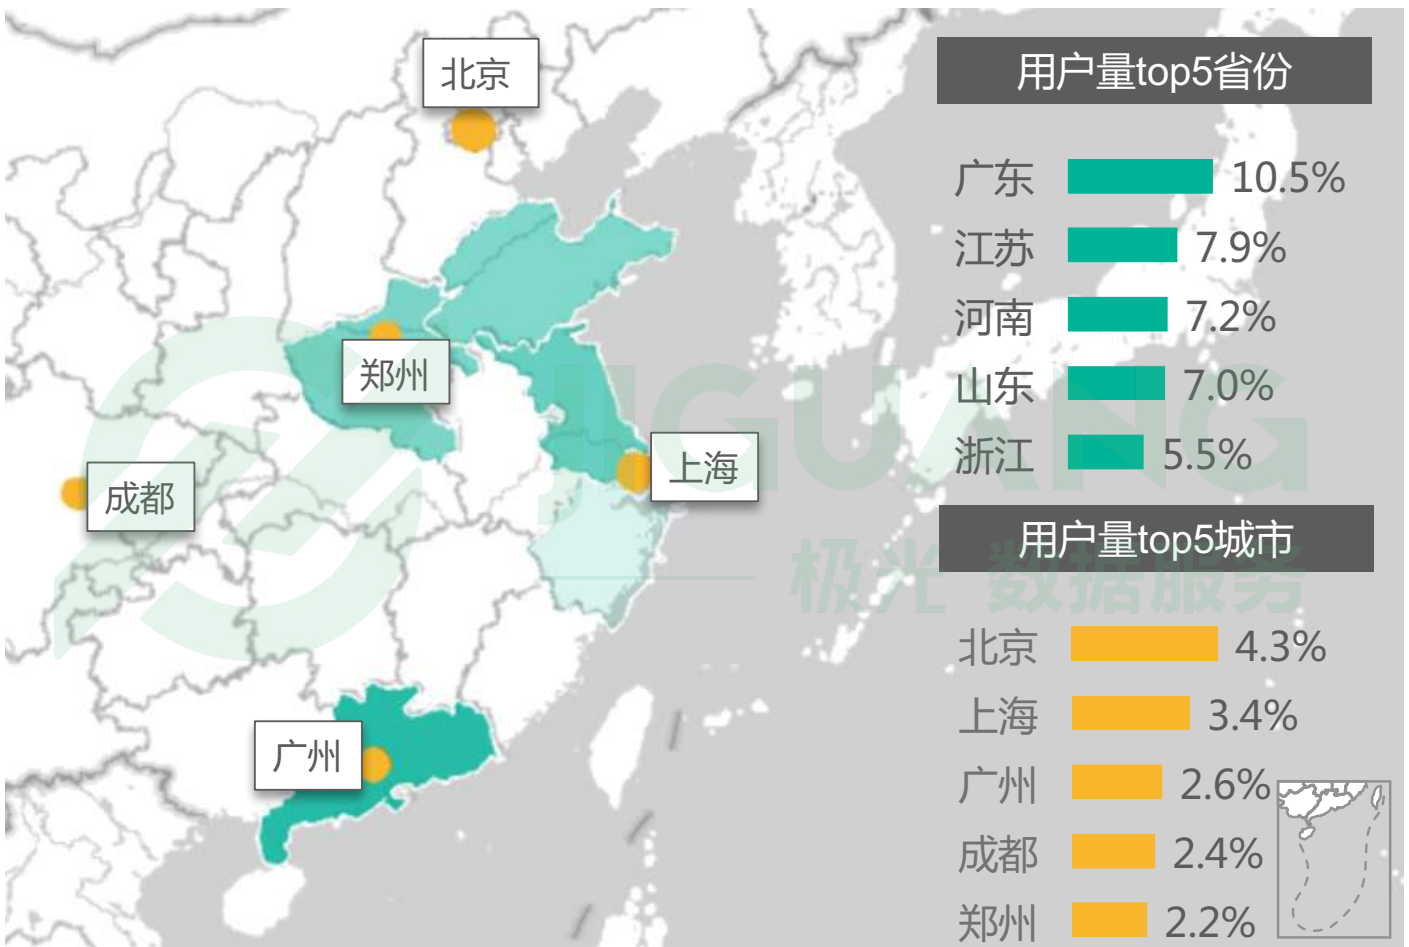 北京
郑州
成都
上海
广州
用户量top5省份
广东 10.5%
江苏 7.9%
河南 7.2%
山东 7.0%
浙江 5.5%
用户量top5城市
北京 4.3%
上海 3.4%
广州 2.6%
成都 2.4%
郑州 2.2%
JIGUANG
极光 数据服务